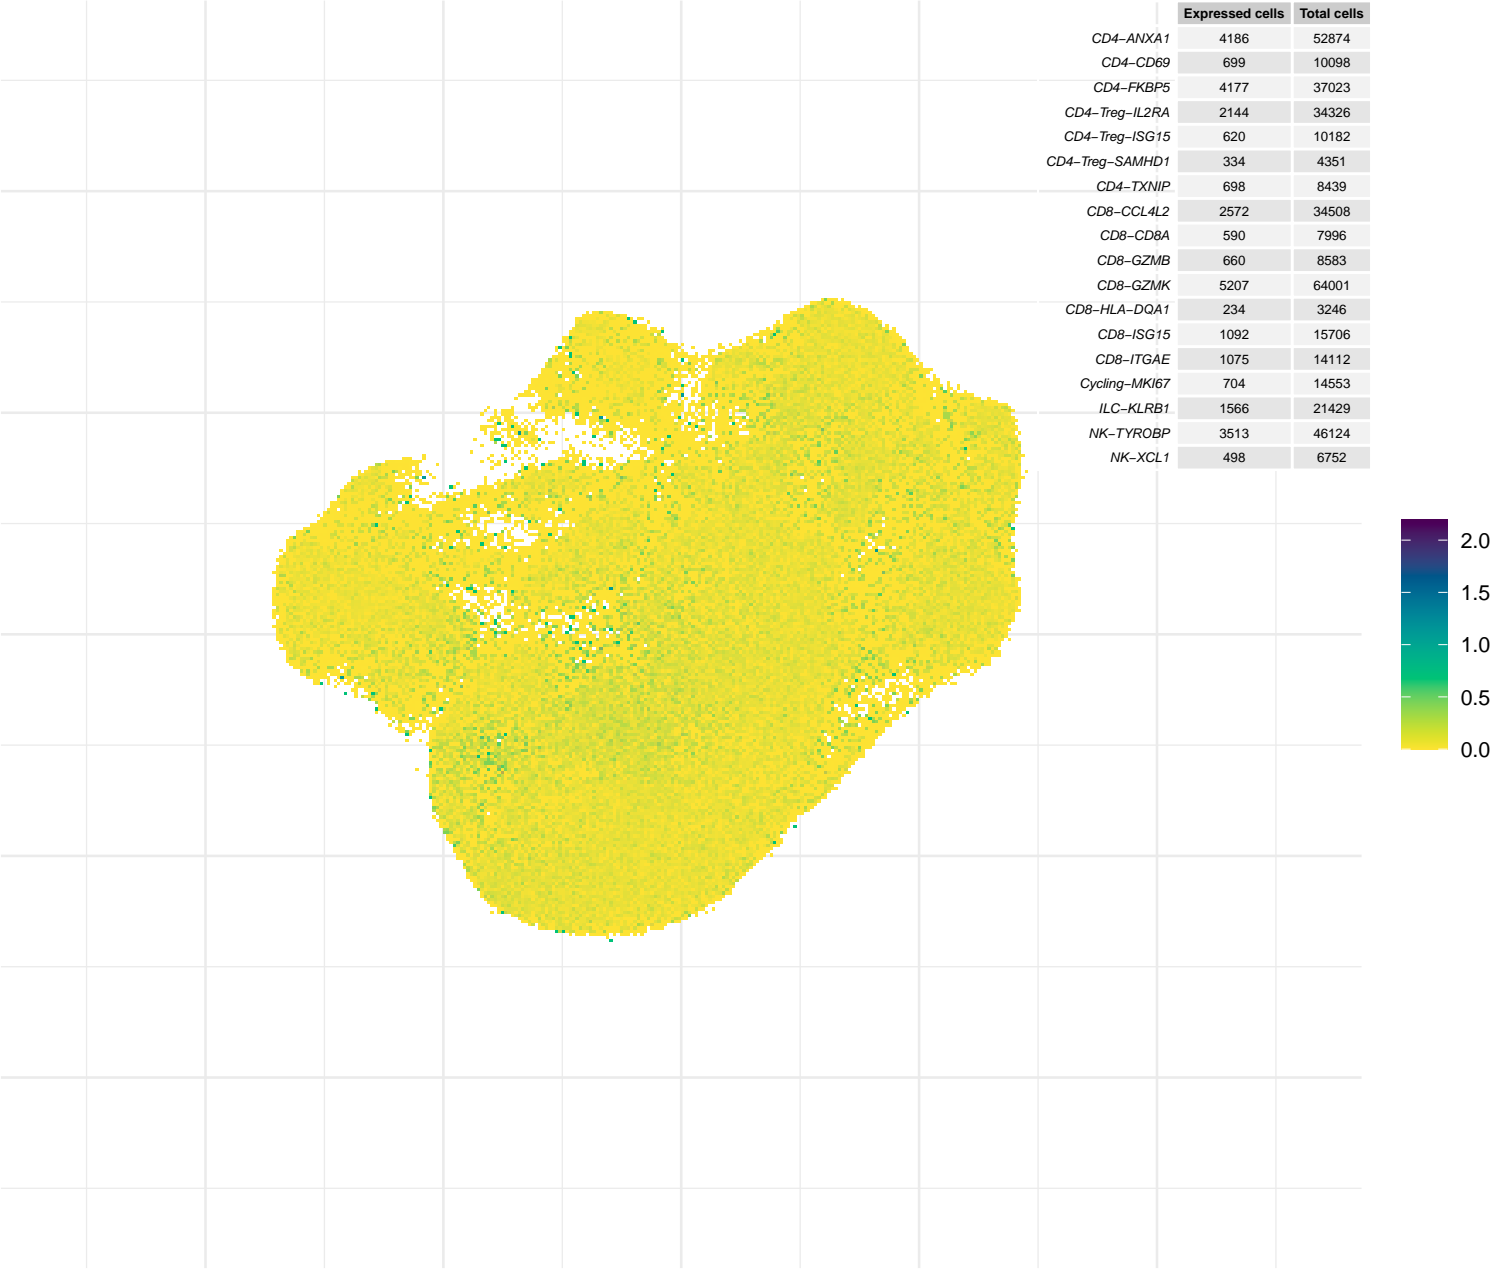 Expressed cells Total cells
CD4−ANXA1 4186 52874
CD4−CD69 699 10098
CD4−FKBP5 4177 37023
CD4−Treg−IL2RA 2144 34326
CD4−Treg−ISG15 620 10182
CD4−Treg−SAMHD1 334 4351
CD4−TXNIP 698 8439
CD8−CCL4L2 2572 34508
CD8−CD8A 590 7996
CD8−GZMB 660 8583
CD8−GZMK 5207 64001
CD8−HLA−DQA1 234 3246
CD8−ISG15 1092 15706
CD8−ITGAE 1075 14112
Cycling−MKI67 704 14553
ILC−KLRB1 1566 21429
NK−TYROBP 3513 46124
NK−XCL1 498 6752
2.0
1.5
1.0
0.5
0.0